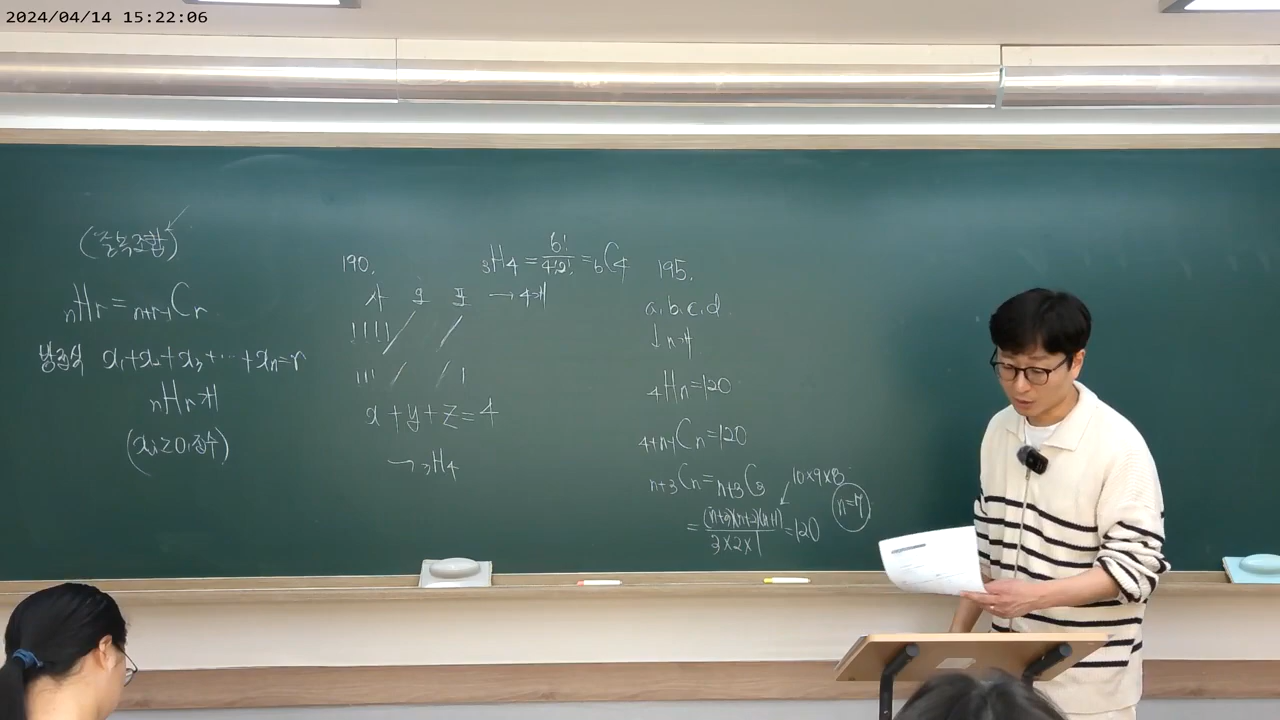 2024/04/14 15:22:06
(중복조합)
nHr = n+r-1Cr
방정식 x₁+x₂+x₃+…+xn=r
nHr개
(xi≥0, 정수)
190.
3H4 = 6!/4!2! = 6C4
사 오 표 → 4개
x+y+z=4
→ 3H4
195.
a, b, c, d
↓ n개
4Hn=120
4+n-1Cn=120
n+3Cn = n+3C3
= (n+3)(n+2)(n+1)/3×2×1 = 120
10×9×8
n=7